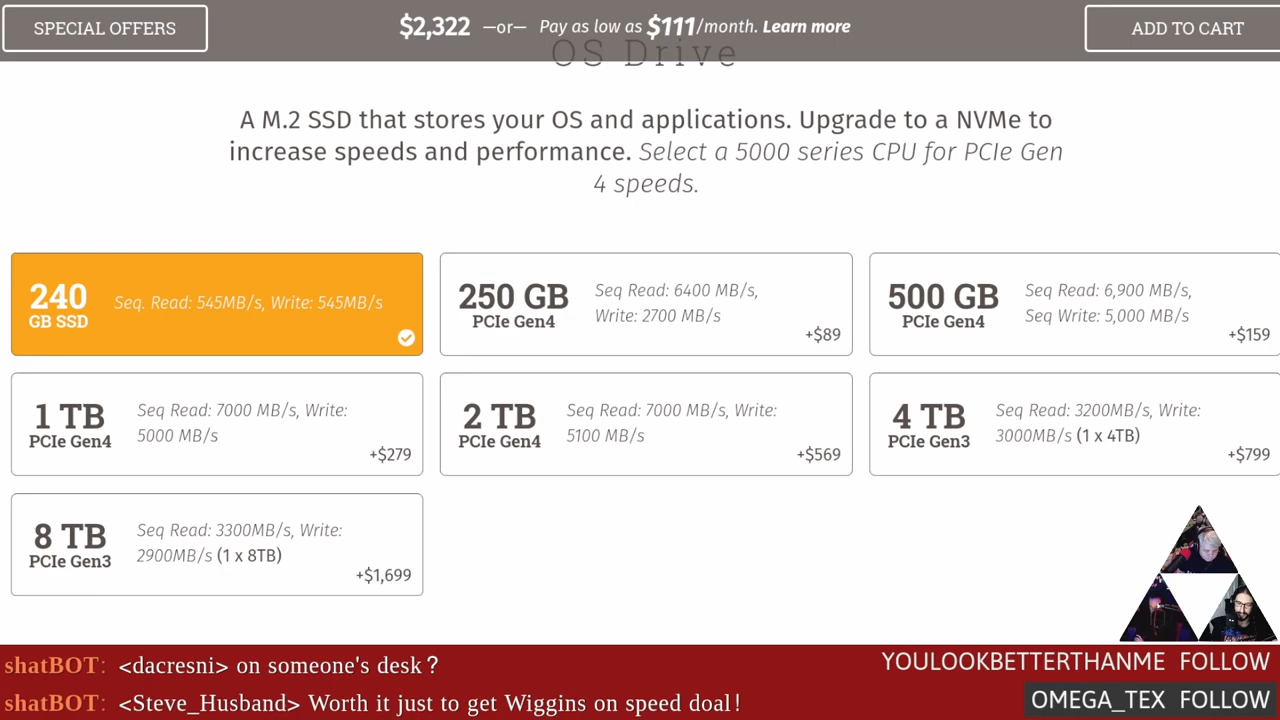 SPECIAL OFFERS
$2,322 —or— Pay as low as $111/month. Learn more
ADD TO CART
OS Drive
A M.2 SSD that stores your OS and applications. Upgrade to a NVMe to
increase speeds and performance. Select a 5000 series CPU for PCIe Gen
4 speeds.
240
GB SSD
Seq. Read: 545MB/s, Write: 545MB/s
250 GB
PCIe Gen4
Seq Read: 6400 MB/s,
Write: 2700 MB/s
+$89
500 GB
PCIe Gen4
Seq Read: 6,900 MB/s,
Seq Write: 5,000 MB/s
+$159
1 TB
PCIe Gen4
Seq Read: 7000 MB/s, Write:
5000 MB/s
+$279
2 TB
PCIe Gen4
Seq Read: 7000 MB/s, Write:
5100 MB/s
+$569
4 TB
PCIe Gen3
Seq Read: 3200MB/s, Write:
3000MB/s (1 x 4TB)
+$799
8 TB
PCIe Gen3
Seq Read: 3300MB/s, Write:
2900MB/s (1 x 8TB)
+$1,699
shatBOT: <dacresni> on someone's desk?
shatBOT: <Steve_Husband> Worth it just to get Wiggins on speed doal!
YOULOOKBETTERTHANME FOLLOW
OMEGA_TEX FOLLOW